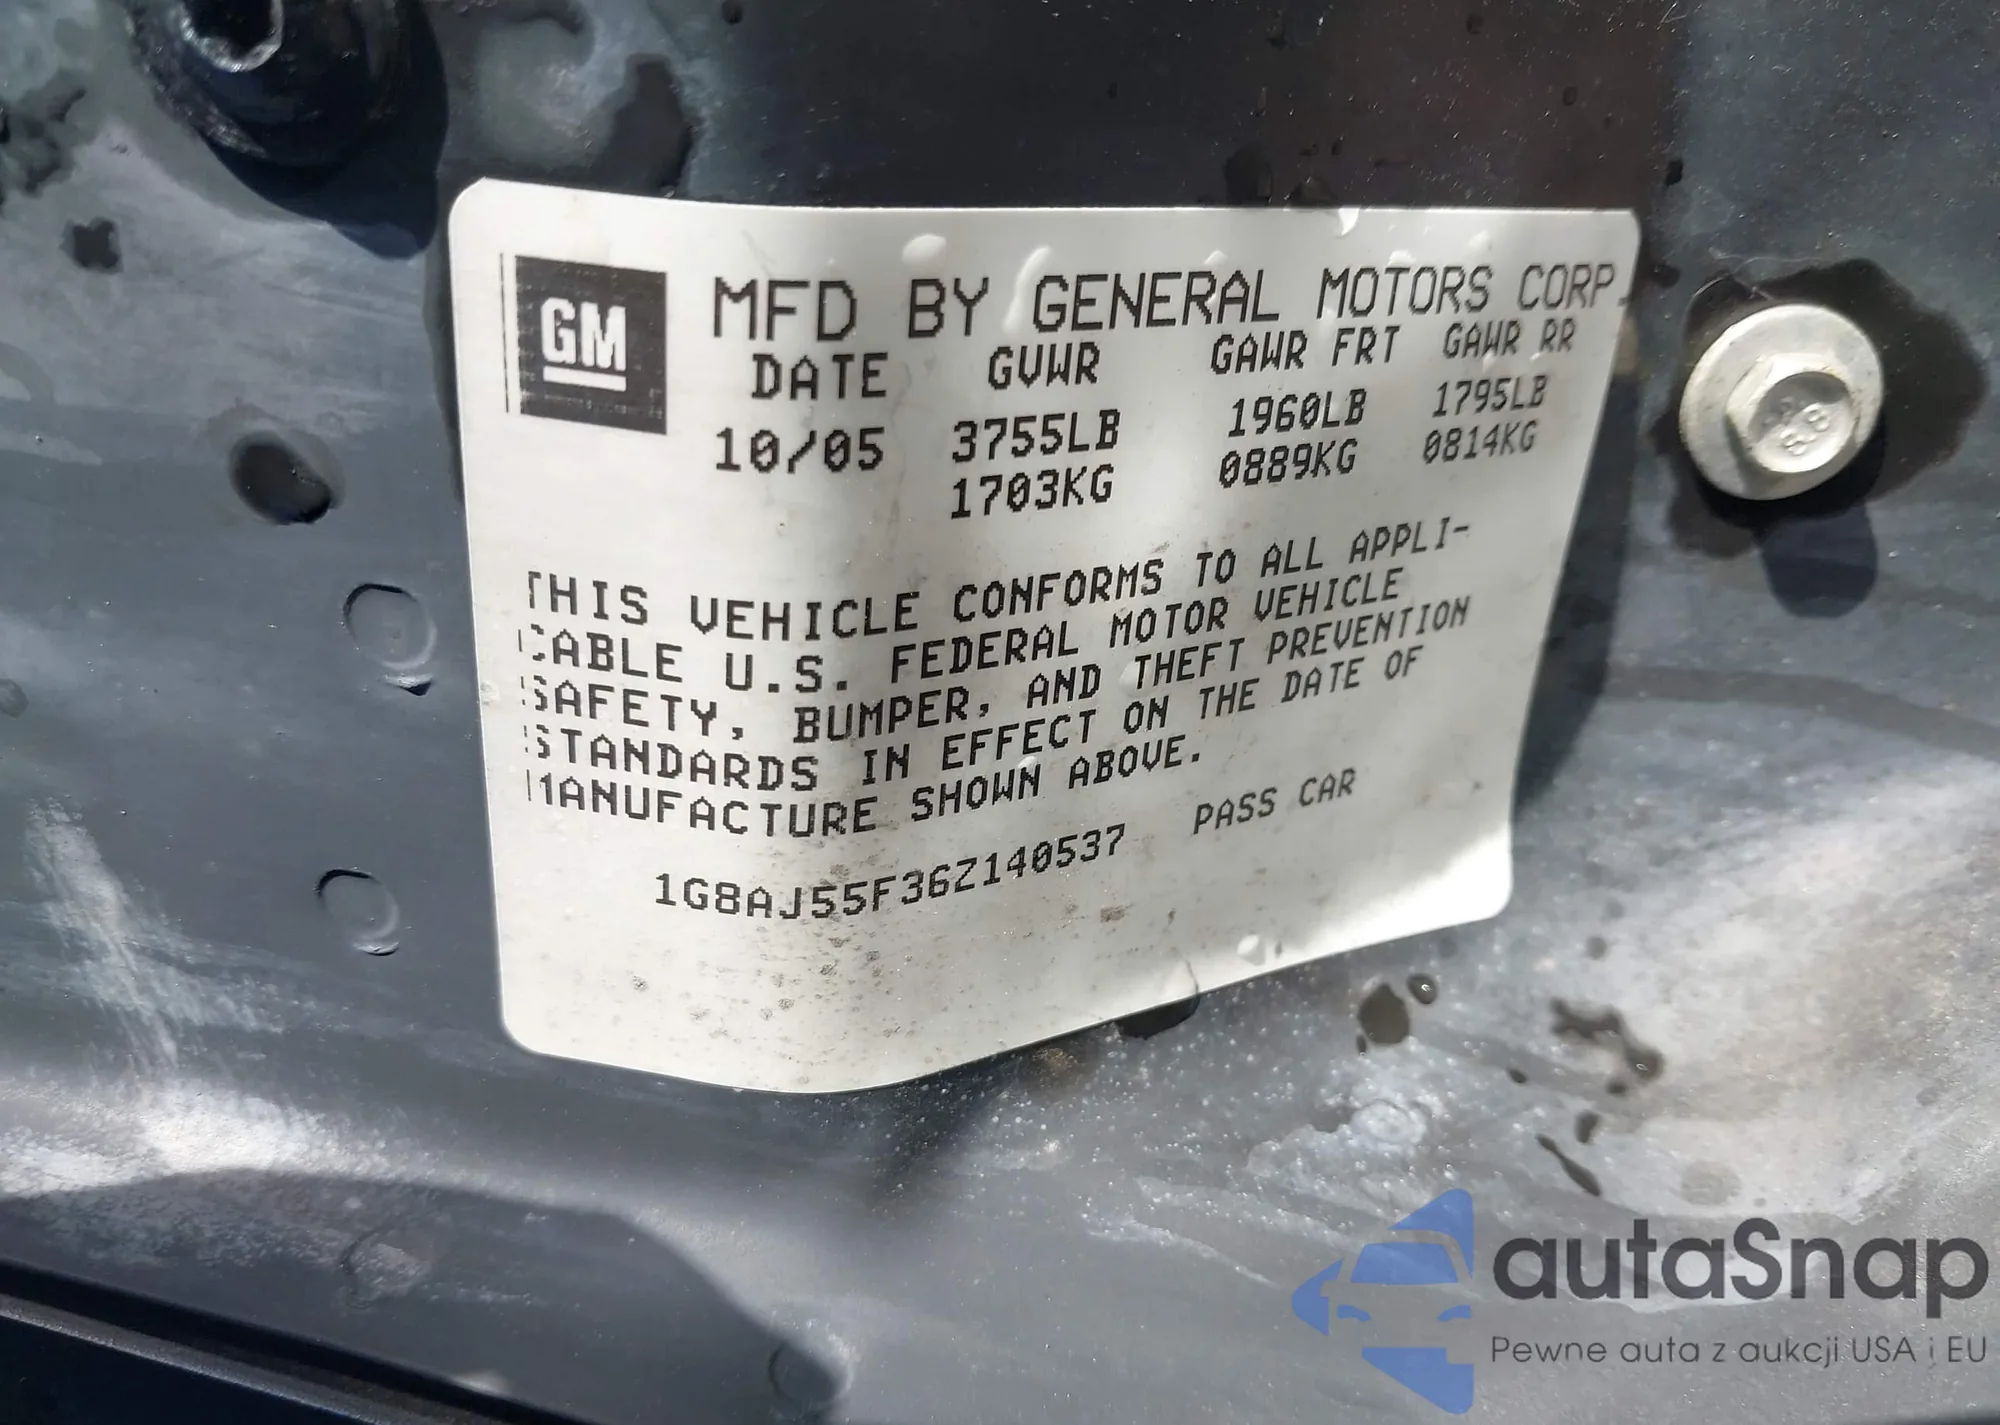 GM
MFD BY GENERAL MOTORS CORP.
DATE GVWR GAWR FRT GAWR RR
10/05 3755LB 1960LB 1795LB
1703KG 0889KG 0814KG
THIS VEHICLE CONFORMS TO ALL APPLI-
CABLE U.S. FEDERAL MOTOR VEHICLE
SAFETY, BUMPER, AND THEFT PREVENTION
STANDARDS IN EFFECT ON THE DATE OF
MANUFACTURE SHOWN ABOVE.
1G8AJ55F36Z140537 PASS CAR
autaSnap
Pewne auta z aukcji USA i EU